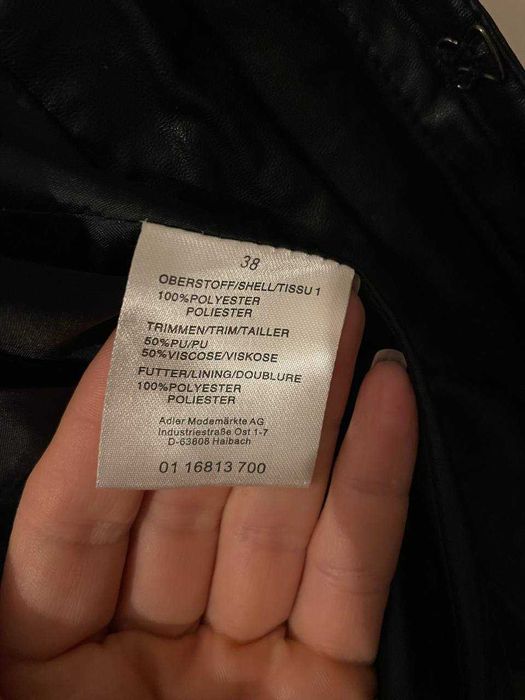 38
OBERSTOFF/SHELL/TISSU 1
100%POLYESTER
POLIESTER
TRIMMEN/TRIM/TAILLER
50%PU/PU
50%VISCOSE/VISKOSE
FUTTER/LINING/DOUBLURE
100%POLYESTER
POLIESTER
Adler Modemärkte AG
Industriestraße Ost 1-7
D-63808 Haibach
01 16813 700